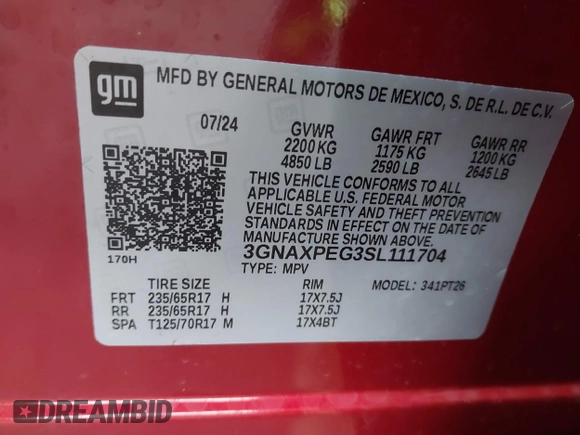 gm
MFD BY GENERAL MOTORS DE MEXICO, S. DE R.L. DE C.V.
07/24 GVWR GAWR FRT GAWR RR
2200 KG 1175 KG 1200 KG
4850 LB 2590 LB 2645 LB
THIS VEHICLE CONFORMS TO ALL
APPLICABLE U.S. FEDERAL MOTOR
VEHICLE SAFETY AND THEFT PREVENTION
STANDARDS IN EFFECT ON THE DATE
OF MANUFACTURE SHOWN ABOVE.
170H 3GNAXPEG3SL111704
TYPE: MPV MODEL: 341PT26
TIRE SIZE RIM
FRT 235/65R17 H 17X7.5J
RR 235/65R17 H 17X7.5J
SPA T125/70R17 M 17X4BT
DREAMBID